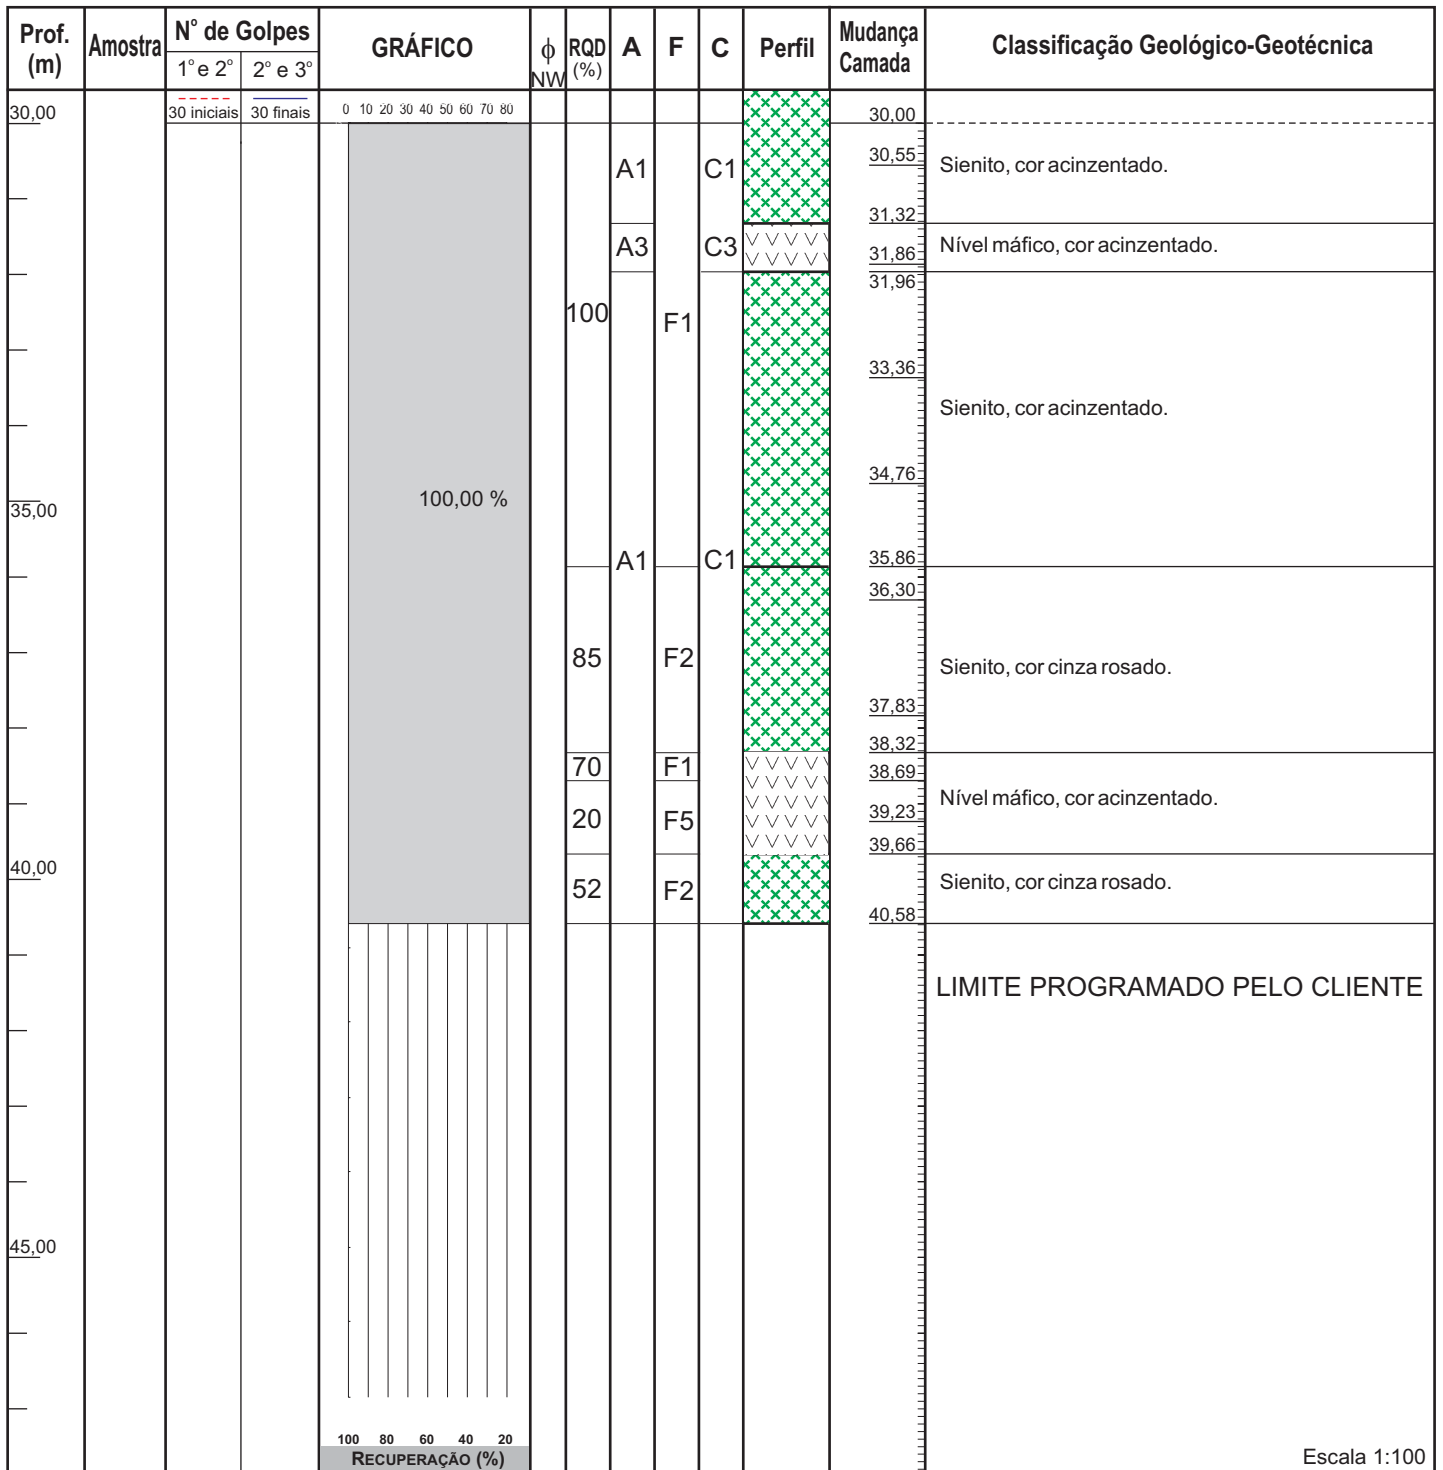 Prof. (m) Amostra N° de Golpes GRÁFICO ϕ NW RQD (%) A F C Perfil Mudança Camada Classificação Geológico-Geotécnica
1° e 2° 2° e 3°
30 iniciais 30 finais 0 10 20 30 40 50 60 70 80
30,00 30,00
30,55
A1 C1 Sienito, cor acinzentado.
31,32
A3 C3 Nível máfico, cor acinzentado.
31,86
31,96
100 F1
33,36
Sienito, cor acinzentado.
34,76
100,00 %
35,00
A1 C1 35,86
36,30
85 F2 Sienito, cor cinza rosado.
37,83
38,32
70 F1 38,69
Nível máfico, cor acinzentado.
20 F5 39,23
39,66
40,00
52 F2 Sienito, cor cinza rosado.
40,58
LIMITE PROGRAMADO PELO CLIENTE
45,00
100 80 60 40 20
RECUPERAÇÃO (%)
Escala 1:100